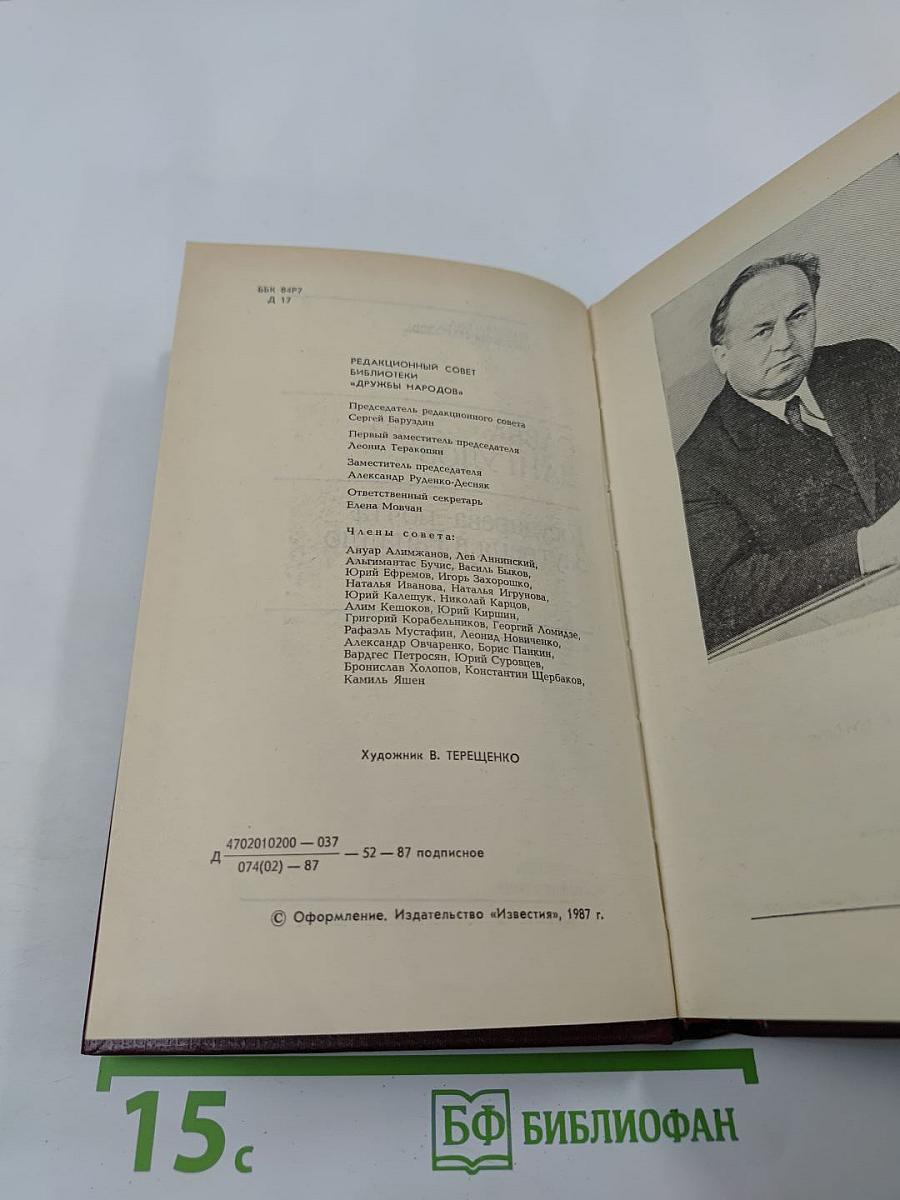 ББК 84Р7
Д 17
РЕДАКЦИОННЫЙ СОВЕТ
БИБЛИОТЕКИ
«ДРУЖБЫ НАРОДОВ»
Председатель редакционного совета
Сергей Баруздин
Первый заместитель председателя
Леонид Теракопян
Заместитель председателя
Александр Руденко-Десняк
Ответственный секретарь
Елена Мовчан
Члены совета:
Ануар Алимжанов, Лев Аннинский,
Альгимантас Бучис, Василь Быков,
Юрий Ефремов, Игорь Захорошко,
Наталья Иванова, Наталья Игрунова,
Юрий Калещук, Николай Карцов,
Алим Кешоков, Юрий Киршин,
Григорий Корабельников, Георгий Ломидзе,
Рафаэль Мустафин, Леонид Новиченко,
Александр Овчаренко, Борис Панкин,
Вардгес Петросян, Юрий Суровцев,
Бронислав Холопов, Константин Щербаков,
Камиль Яшен
Художник В. ТЕРЕЩЕНКО
4702010200 — 037
Д — 52 — 87 подписное
074(02) — 87
© Оформление. Издательство «Известия», 1987 г.
15 с
БФ БИБЛИОФАН